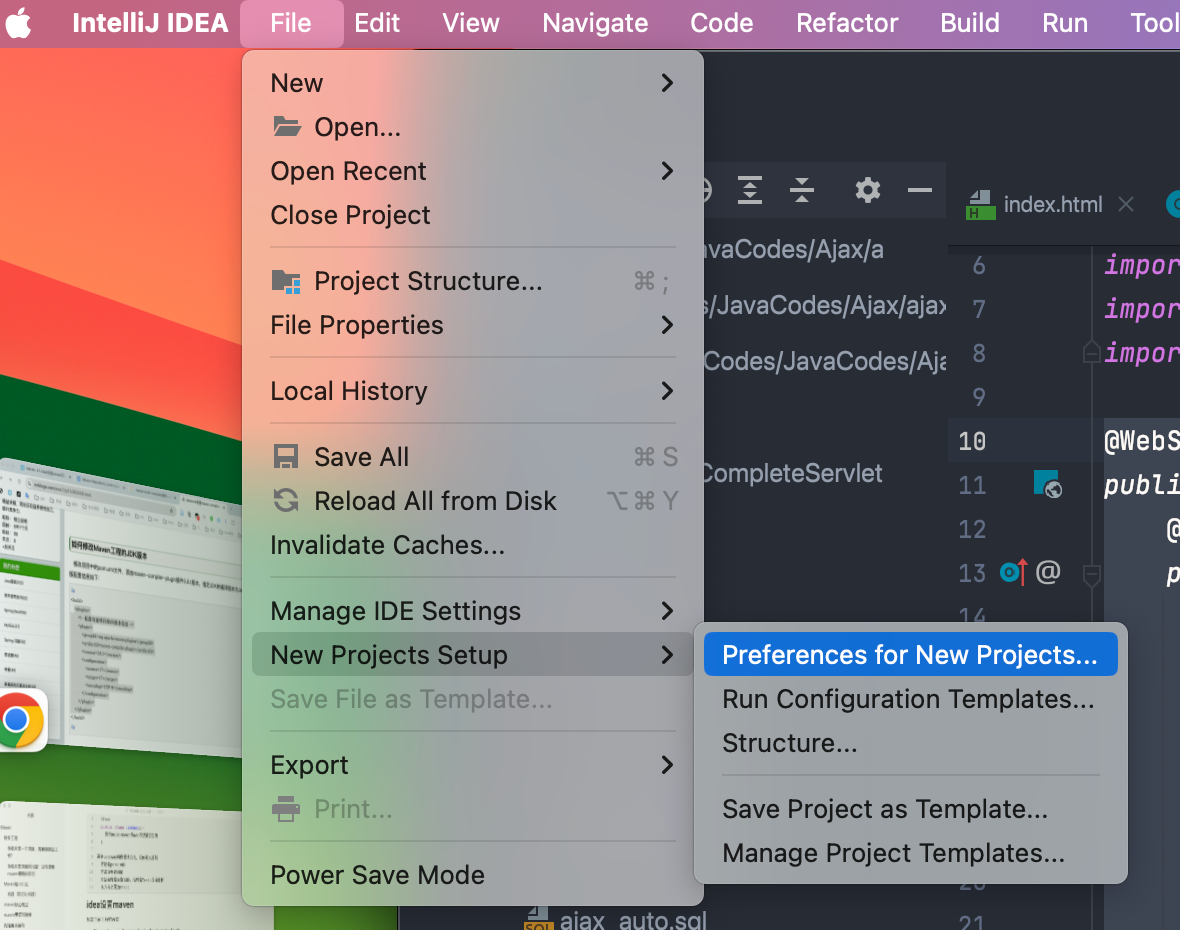 IntelliJ IDEA File Edit View Navigate Code Refactor Build Run Tool
New
Open...
Open Recent
Close Project
Project Structure... ⌘ ;
File Properties
Local History
Save All ⌘ S
Reload All from Disk ⌥⌘ Y
Invalidate Caches...
Manage IDE Settings
New Projects Setup
Save File as Template...
Export
Print...
Power Save Mode
Preferences for New Projects...
Run Configuration Templates...
Structure...
Save Project as Template...
Manage Project Templates...
index.html
avaCodes/Ajax/a
s/JavaCodes/Ajax/ajax
Codes/JavaCodes/Aja
CompleteServlet
ajax_auto.sql
6 impor
7 impor
8 impor
9
10 @WebS
11 publi
12 @
13 @ p
14
20
21
如何修改Maven工程的JDK版本
idea设置maven